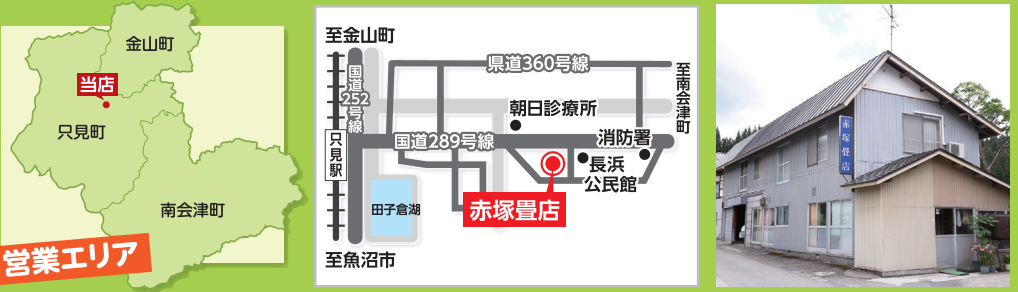 金山町
当店
只見町
南会津町
営業エリア
至金山町
国道252号線
県道360号線
至南会津町
朝日診療所
国道289号線
消防署
只見駅
長浜
公民館
田子倉湖
赤塚畳店
至魚沼市
赤塚畳店